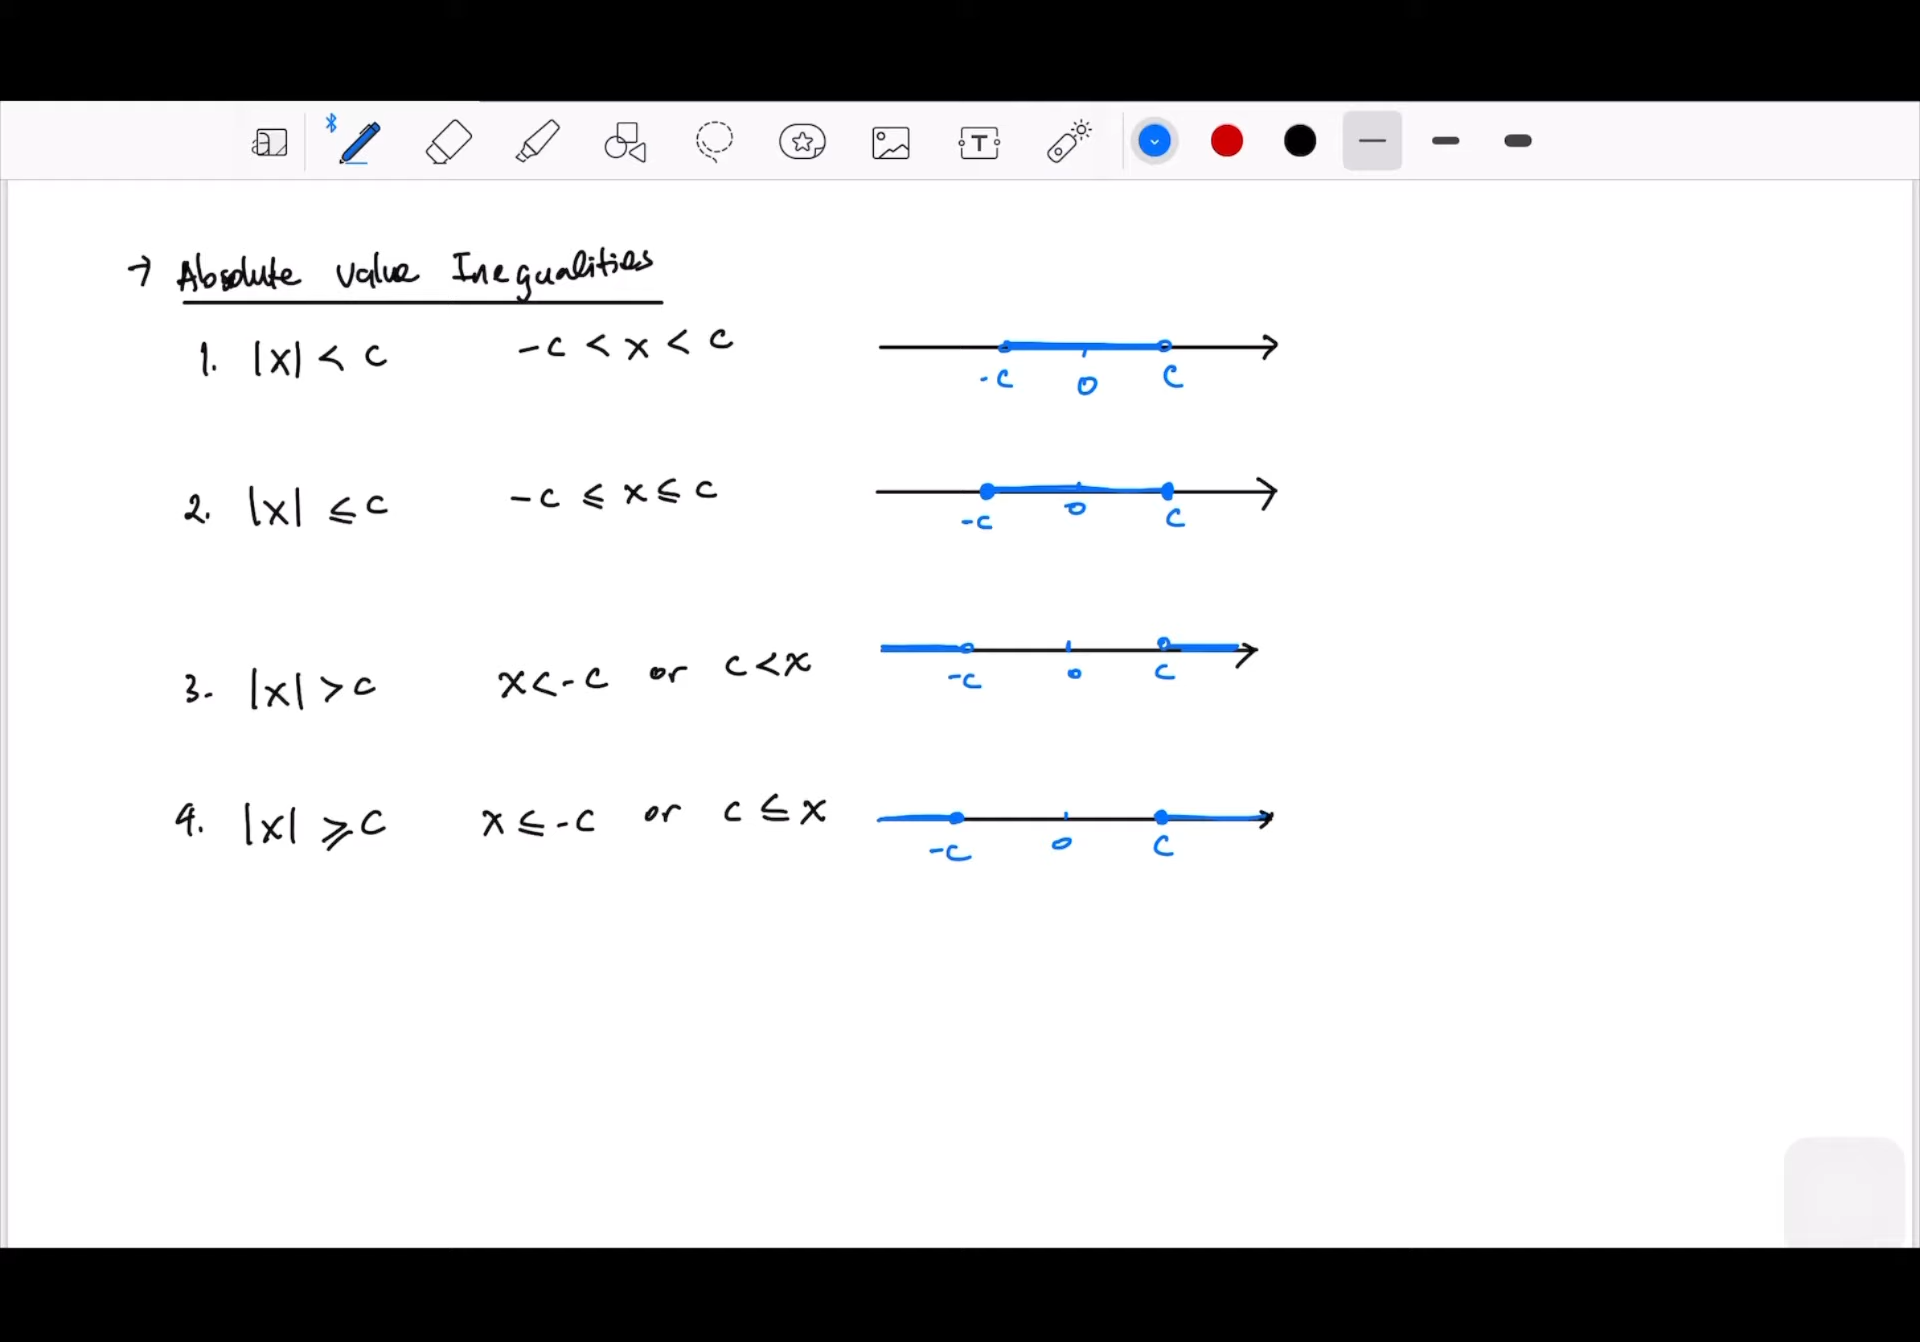 → Absolute value Inequalities
1. |x| < c -c < x < c
-c 0 c
2. |x| ⩽ c -c ⩽ x ⩽ c
-c 0 c
3. |x| > c x < -c or c < x
-c 0 c
4. |x| ⩾ c x ⩽ -c or c ⩽ x
-c 0 c